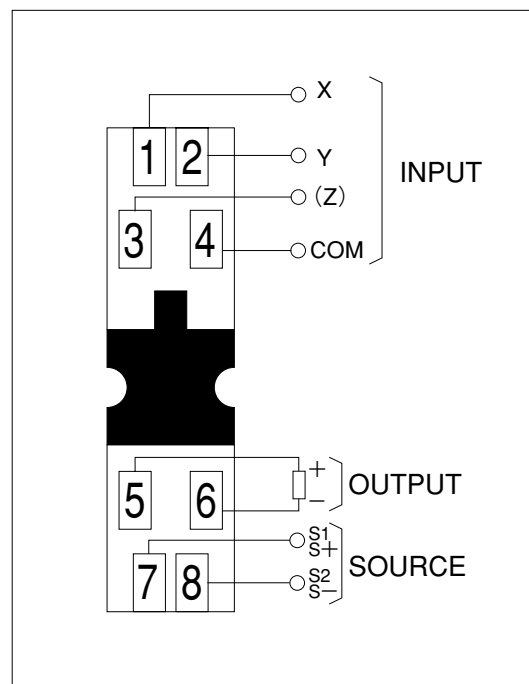 X
1 2
Y
INPUT
(Z)
3 4
COM
5 6
+
OUTPUT
−
S1
S+
7 8
SOURCE
S2
S−